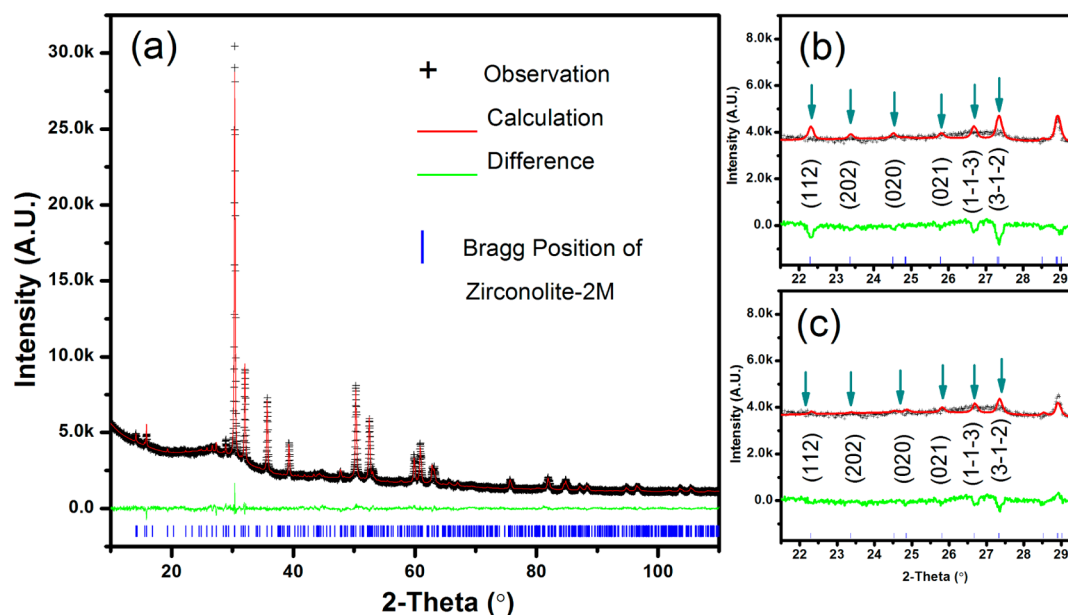 (a)
30.0k
25.0k
20.0k
15.0k
10.0k
5.0k
0.0
Intensity (A.U.)
+ Observation
Calculation
Difference
Bragg Position of
Zirconolite-2M
20 40 60 80 100
2-Theta (°)
(b)
8.0k
6.0k
4.0k
2.0k
0.0
Intensity (A.U.)
(112) (202) (020) (021) (1-1-3) (3-1-2)
22 23 24 25 26 27 28 29
(c)
8.0k
6.0k
4.0k
2.0k
0.0
Intensity (A.U.)
(112) (202) (020) (021) (1-1-3) (3-1-2)
22 23 24 25 26 27 28 29
2-Theta (°)